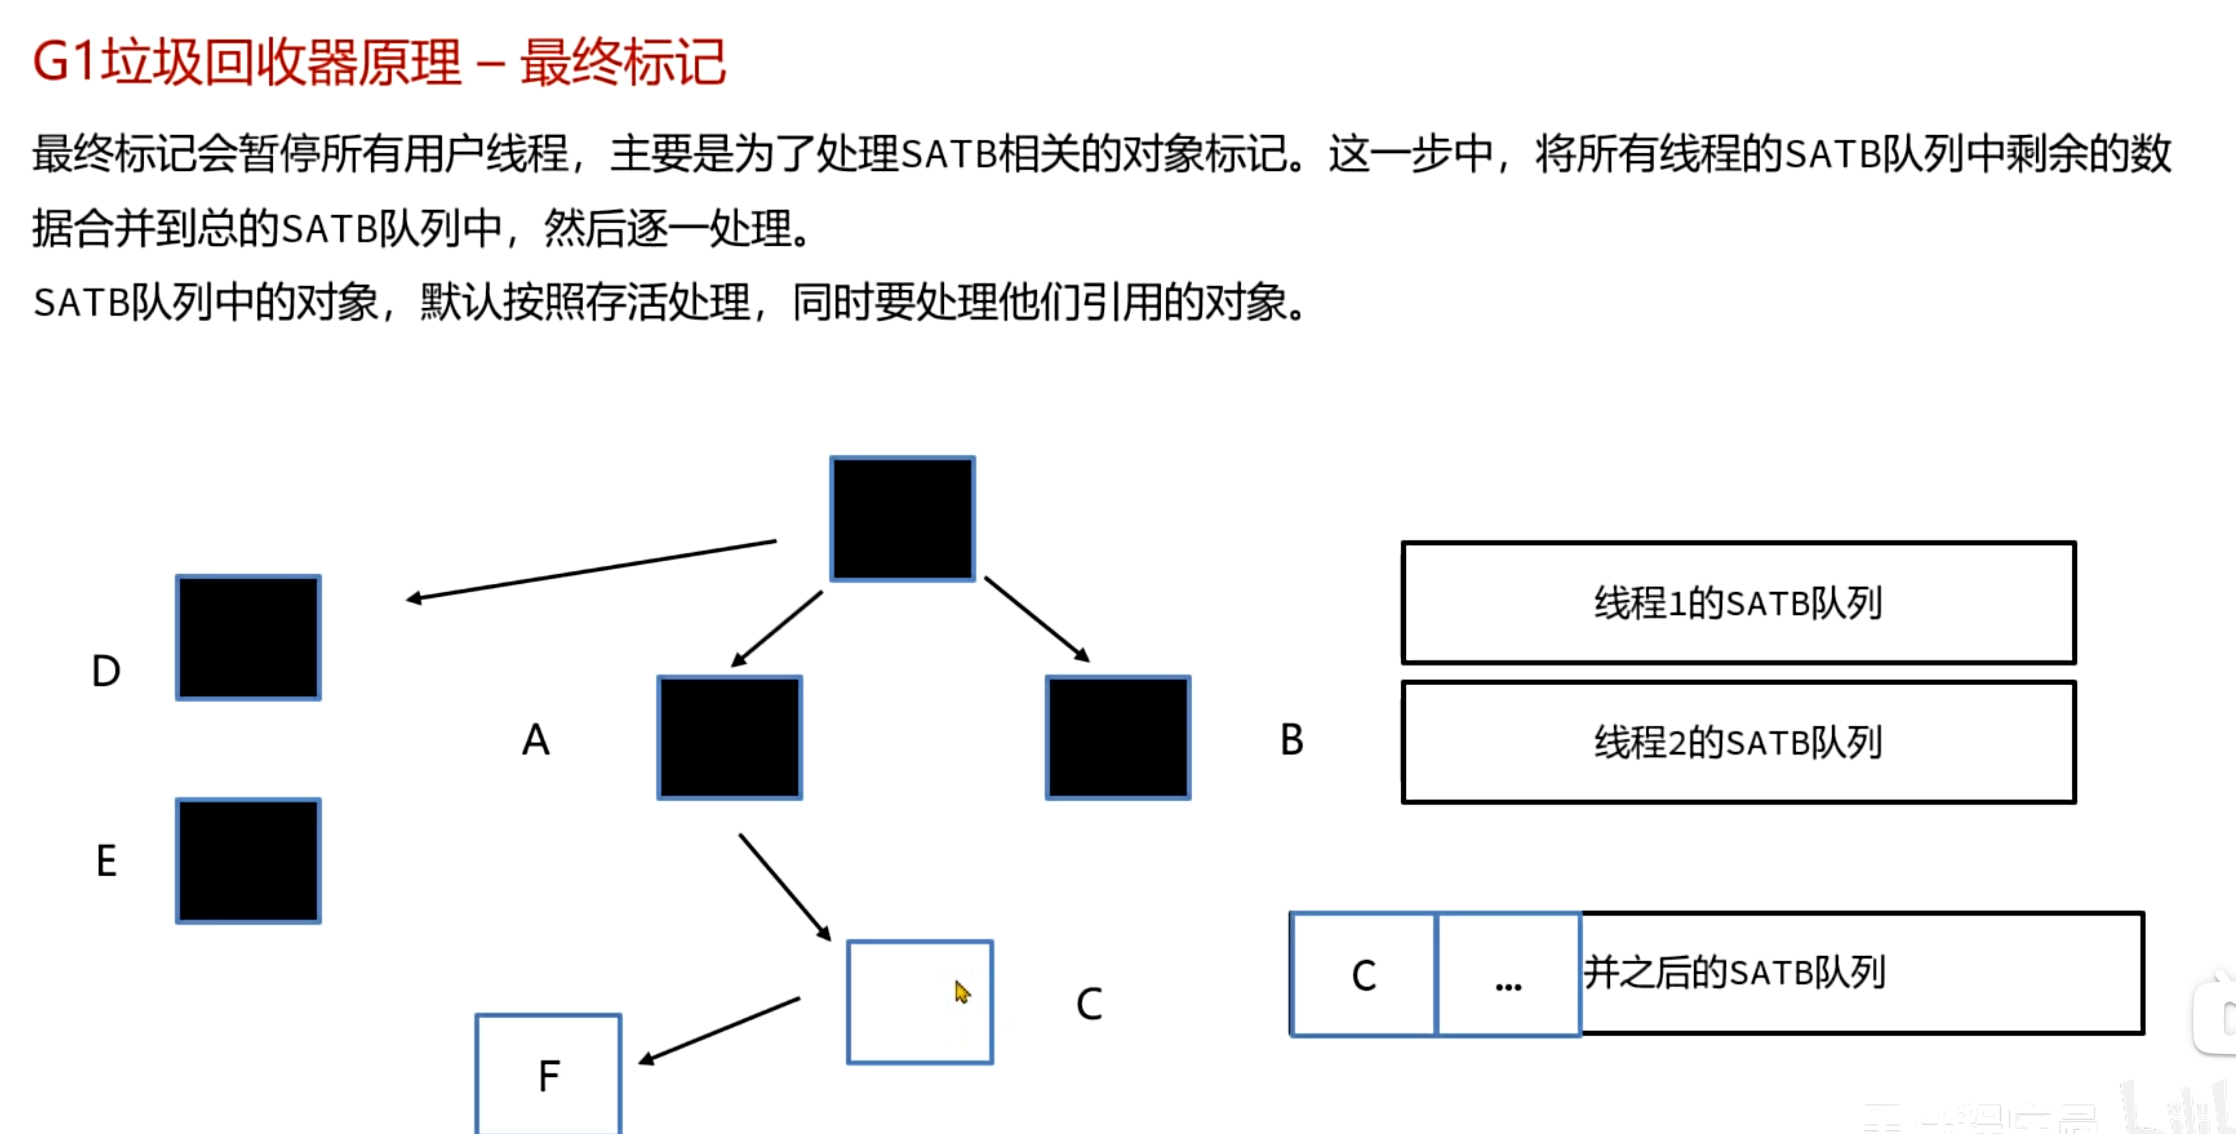 G1垃圾回收器原理 – 最终标记
最终标记会暂停所有用户线程，主要是为了处理SATB相关的对象标记。这一步中，将所有线程的SATB队列中剩余的数
据合并到总的SATB队列中，然后逐一处理。
SATB队列中的对象，默认按照存活处理，同时要处理他们引用的对象。
线程1的SATB队列
D
A
B
线程2的SATB队列
E
C
C
...
并之后的SATB队列
F